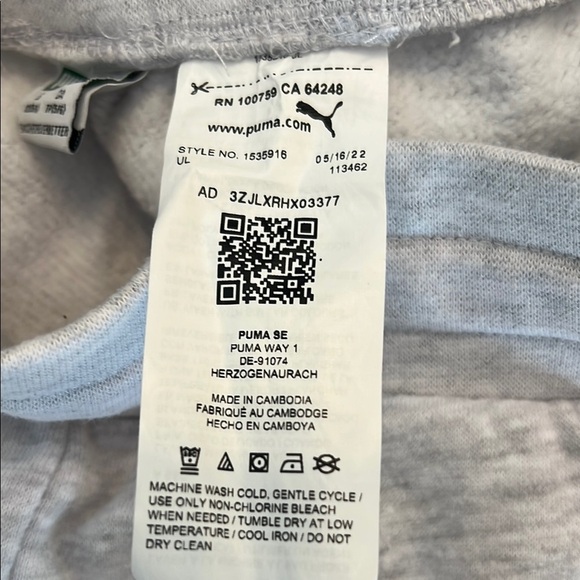 RN 100759 CA 64248
www.puma.com
STYLE NO. 1535916 05/16/22
UL 113462
AD 3ZJLXRHX03377
PUMA SE
PUMA WAY 1
DE-91074
HERZOGENAURACH
MADE IN CAMBODIA
FABRIQUÉ AU CAMBODGE
HECHO EN CAMBOYA
MACHINE WASH COLD, GENTLE CYCLE /
USE ONLY NON-CHLORINE BLEACH
WHEN NEEDED / TUMBLE DRY AT LOW
TEMPERATURE / COOL IRON / DO NOT
DRY CLEAN